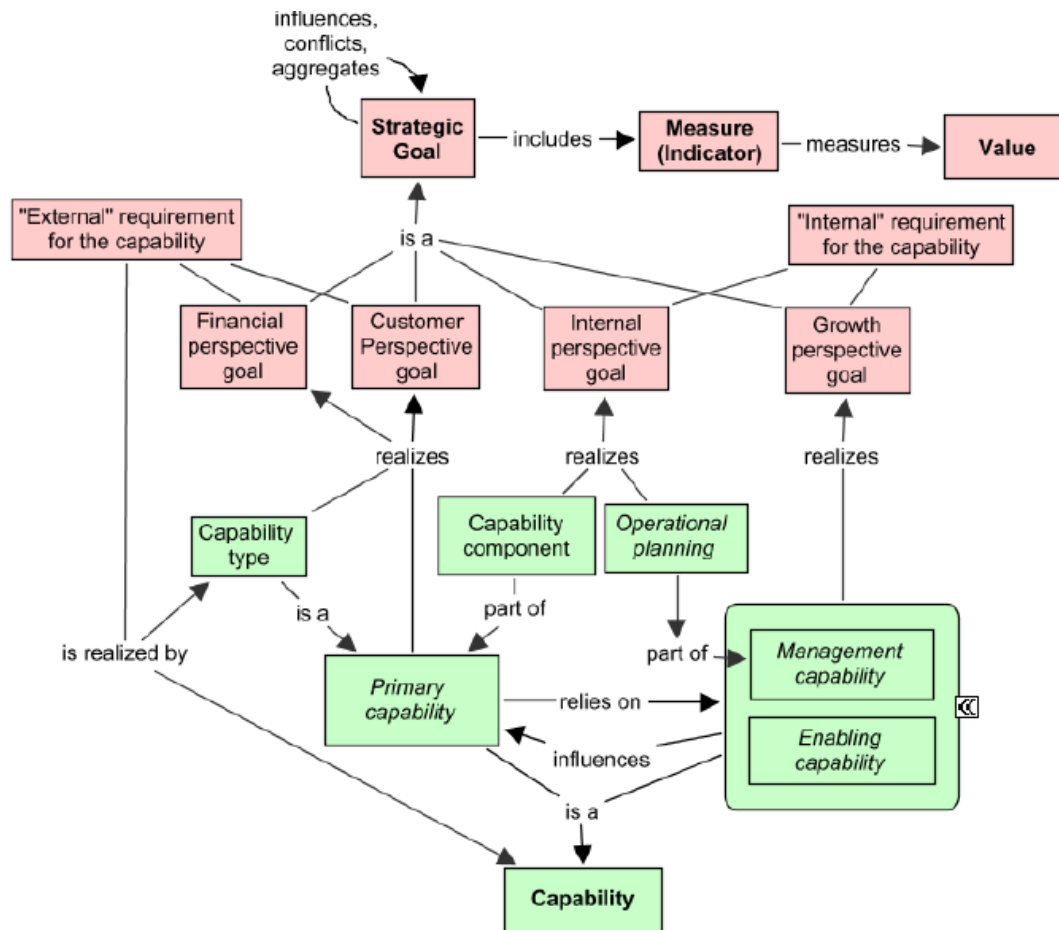 influences,
conflicts,
aggregates
Strategic
Goal
includes
Measure
(Indicator)
measures
Value
"External" requirement
for the capability
is a
"Internal" requirement
for the capability
Financial
perspective
goal
Customer
Perspective
goal
Internal
perspective
goal
Growth
perspective
goal
realizes
realizes
realizes
Capability
type
Capability
component
Operational
planning
is a
part of
is realized by
part of
Management
capability
Primary
capability
relies on
influences
Enabling
capability
is a
Capability